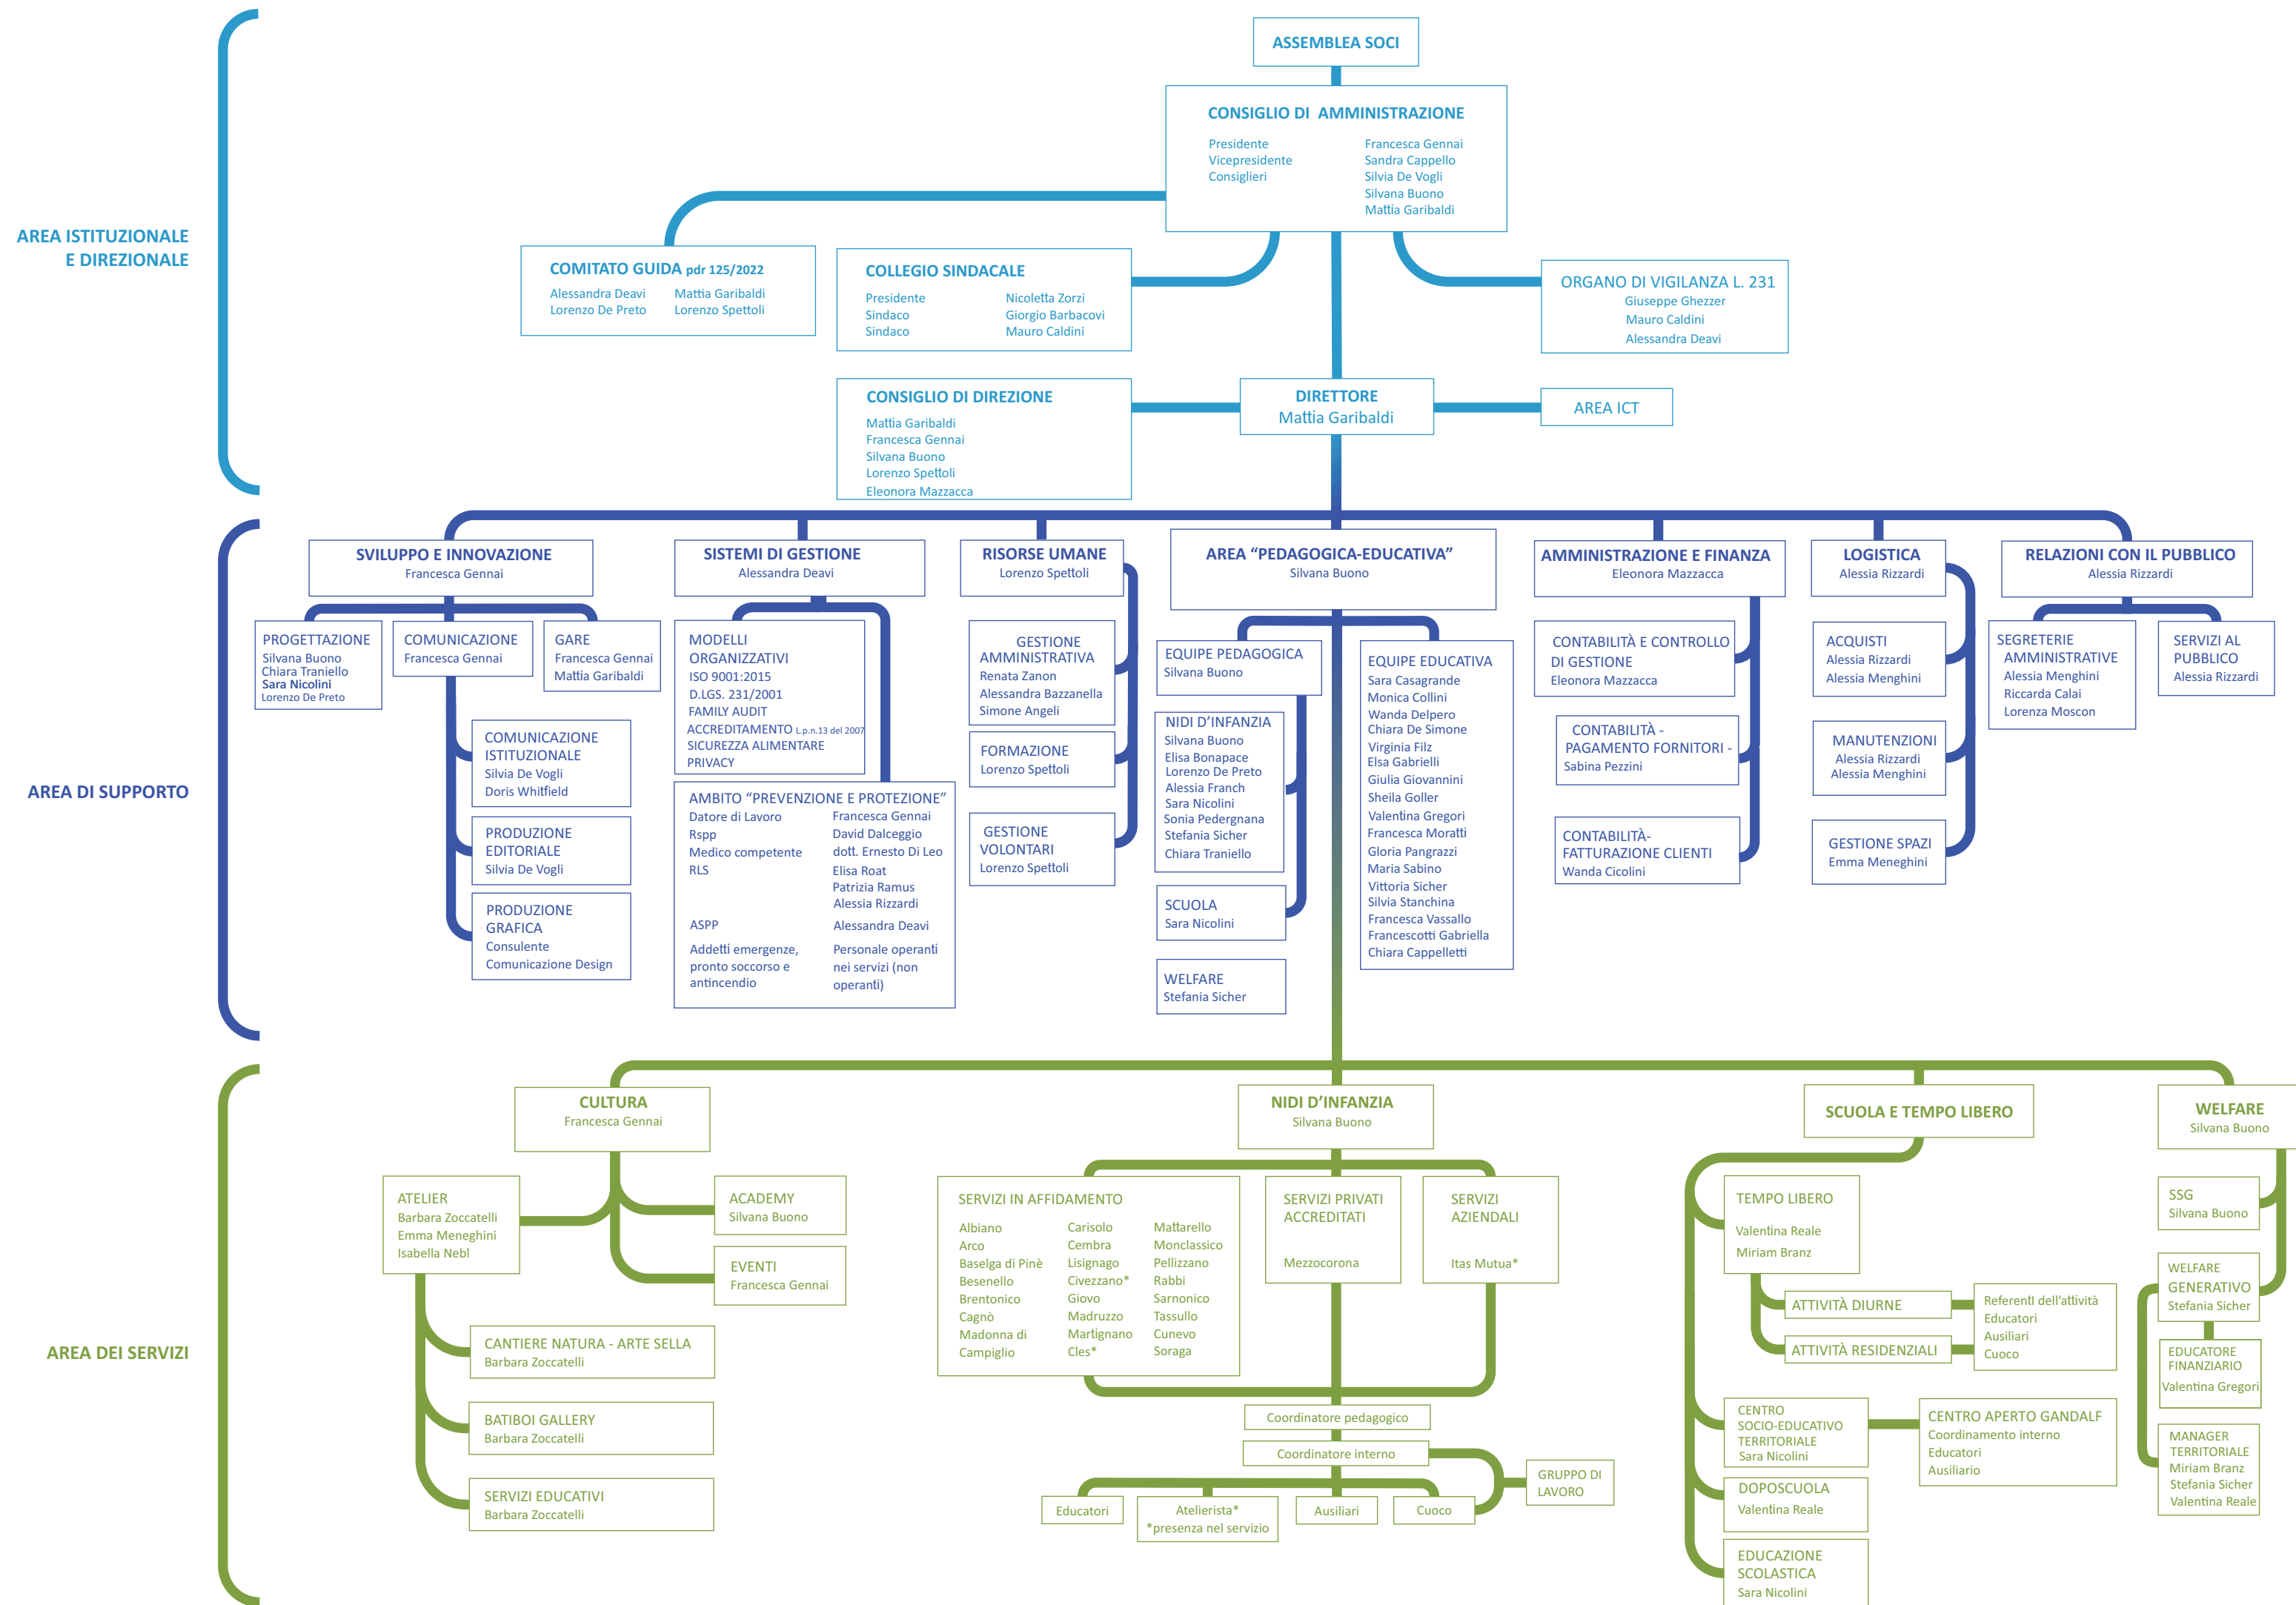 ASSEMBLEA SOCI
CONSIGLIO DI AMMINISTRAZIONE
Presidente Francesca Gennai
Vicepresidente Sandra Cappello
Consiglieri Silvia De Vogli
Silvana Buono
Mattia Garibaldi
AREA ISTITUZIONALE
E DIREZIONALE
COMITATO GUIDA pdr 125/2022
Alessandra Deavi Mattia Garibaldi
Lorenzo De Preto Lorenzo Spettoli
COLLEGIO SINDACALE
Presidente Nicoletta Zorzi
Sindaco Giorgio Barbacovi
Sindaco Mauro Caldini
ORGANO DI VIGILANZA L. 231
Giuseppe Ghezzer
Mauro Caldini
Alessandra Deavi
CONSIGLIO DI DIREZIONE
Mattia Garibaldi
Francesca Gennai
Silvana Buono
Lorenzo Spettoli
Eleonora Mazzacca
DIRETTORE
Mattia Garibaldi
AREA ICT
AREA DI SUPPORTO
SVILUPPO E INNOVAZIONE
Francesca Gennai
PROGETTAZIONE
Silvana Buono
Chiara Traniello
Sara Nicolini
Lorenzo De Preto
COMUNICAZIONE
Francesca Gennai
GARE
Francesca Gennai
Mattia Garibaldi
COMUNICAZIONE
ISTITUZIONALE
Silvia De Vogli
Doris Whitfield
PRODUZIONE
EDITORIALE
Silvia De Vogli
PRODUZIONE
GRAFICA
Consulente
Comunicazione Design
SISTEMI DI GESTIONE
Alessandra Deavi
MODELLI
ORGANIZZATIVI
ISO 9001:2015
D.LGS. 231/2001
FAMILY AUDIT
ACCREDITAMENTO L.p.n.13 del 2007
SICUREZZA ALIMENTARE
PRIVACY
AMBITO “PREVENZIONE E PROTEZIONE”
Datore di Lavoro Francesca Gennai
Rspp David Dalceggio
Medico competente dott. Ernesto Di Leo
RLS Elisa Roat
Patrizia Ramus
Alessia Rizzardi
ASPP Alessandra Deavi
Addetti emergenze, Personale operanti
pronto soccorso e nei servizi (non
antincendio operanti)
RISORSE UMANE
Lorenzo Spettoli
GESTIONE
AMMINISTRATIVA
Renata Zanon
Alessandra Bazzanella
Simone Angeli
FORMAZIONE
Lorenzo Spettoli
GESTIONE
VOLONTARI
Lorenzo Spettoli
AREA “PEDAGOGICA-EDUCATIVA”
Silvana Buono
EQUIPE PEDAGOGICA
Silvana Buono
NIDI D’INFANZIA
Silvana Buono
Elisa Bonapace
Lorenzo De Preto
Alessia Franch
Sara Nicolini
Sonia Pedergnana
Stefania Sicher
Chiara Traniello
SCUOLA
Sara Nicolini
WELFARE
Stefania Sicher
EQUIPE EDUCATIVA
Sara Casagrande
Monica Collini
Wanda Delpero
Chiara De Simone
Virginia Filz
Elsa Gabrielli
Giulia Giovannini
Sheila Goller
Valentina Gregori
Francesca Moratti
Gloria Pangrazzi
Maria Sabino
Vittoria Sicher
Silvia Stanchina
Francesca Vassallo
Francescotti Gabriella
Chiara Cappelletti
AMMINISTRAZIONE E FINANZA
Eleonora Mazzacca
CONTABILITÀ E CONTROLLO
DI GESTIONE
Eleonora Mazzacca
CONTABILITÀ -
PAGAMENTO FORNITORI -
Sabina Pezzini
CONTABILITÀ-
FATTURAZIONE CLIENTI
Wanda Cicolini
LOGISTICA
Alessia Rizzardi
ACQUISTI
Alessia Rizzardi
Alessia Menghini
MANUTENZIONI
Alessia Rizzardi
Alessia Menghini
GESTIONE SPAZI
Emma Meneghini
RELAZIONI CON IL PUBBLICO
Alessia Rizzardi
SEGRETERIE
AMMINISTRATIVE
Alessia Menghini
Riccarda Calai
Lorenza Moscon
SERVIZI AL
PUBBLICO
Alessia Rizzardi
AREA DEI SERVIZI
CULTURA
Francesca Gennai
ATELIER
Barbara Zoccatelli
Emma Meneghini
Isabella Nebl
ACADEMY
Silvana Buono
EVENTI
Francesca Gennai
CANTIERE NATURA - ARTE SELLA
Barbara Zoccatelli
BATIBOI GALLERY
Barbara Zoccatelli
SERVIZI EDUCATIVI
Barbara Zoccatelli
NIDI D’INFANZIA
Silvana Buono
SERVIZI IN AFFIDAMENTO
Albiano Carisolo Mattarello
Arco Cembra Monclassico
Baselga di Pinè Lisignago Pellizzano
Besenello Civezzano* Rabbi
Brentonico Giovo Sarnonico
Cagnò Madruzzo Tassullo
Madonna di Martignano Cunevo
Campiglio Cles* Soraga
SERVIZI PRIVATI
ACCREDITATI
Mezzocorona
SERVIZI
AZIENDALI
Itas Mutua*
Coordinatore pedagogico
Coordinatore interno
GRUPPO DI
LAVORO
Educatori
Atelierista*
*presenza nel servizio
Ausiliari
Cuoco
SCUOLA E TEMPO LIBERO
TEMPO LIBERO
Valentina Reale
Miriam Branz
ATTIVITÀ DIURNE
ATTIVITÀ RESIDENZIALI
ReferentI dell’attività
Educatori
Ausiliari
Cuoco
CENTRO
SOCIO-EDUCATIVO
TERRITORIALE
Sara Nicolini
CENTRO APERTO GANDALF
Coordinamento interno
Educatori
Ausiliario
DOPOSCUOLA
Valentina Reale
EDUCAZIONE
SCOLASTICA
Sara Nicolini
WELFARE
Silvana Buono
SSG
Silvana Buono
WELFARE
GENERATIVO
Stefania Sicher
EDUCATORE
FINANZIARIO
Valentina Gregori
MANAGER
TERRITORIALE
Miriam Branz
Stefania Sicher
Valentina Reale